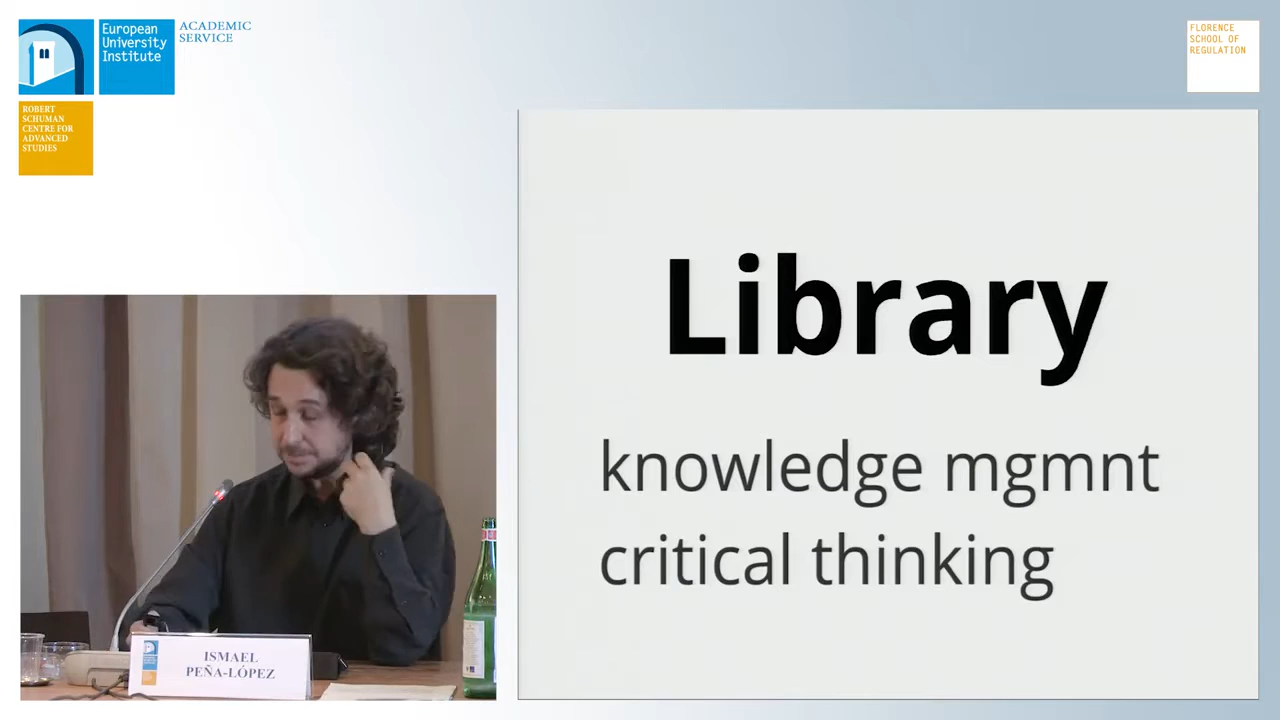 European
University
Institute
ACADEMIC
SERVICE
ROBERT
SCHUMAN
CENTRE FOR
ADVANCED
STUDIES
FLORENCE
SCHOOL OF
REGULATION
Library
knowledge mgmnt
critical thinking
ISMAEL
PEÑA-LÓPEZ